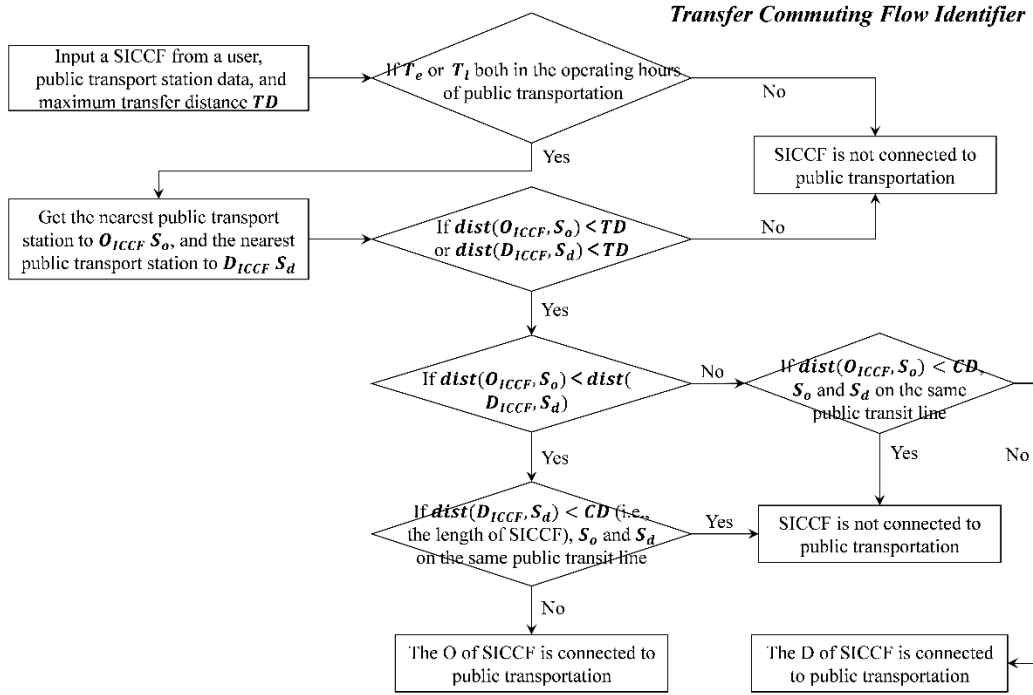 Transfer Commuting Flow Identifier
Input a SICCF from a user,
public transport station data, and
maximum transfer distance TD
If T_e or T_l both in the operating hours
of public transportation
No
Yes
SICCF is not connected to
public transportation
Get the nearest public transport
station to O_ICCF S_o, and the nearest
public transport station to D_ICCF S_d
If dist(O_ICCF, S_o) < TD
or dist(D_ICCF, S_d) < TD
No
Yes
If dist(O_ICCF, S_o) < dist(
D_ICCF, S_d)
No
If dist(O_ICCF, S_o) < CD,
S_o and S_d on the same
public transit line
Yes
Yes
No
If dist(D_ICCF, S_d) < CD (i.e.,
the length of SICCF), S_o and S_d
on the same public transit line
Yes
SICCF is not connected to
public transportation
No
The O of SICCF is connected to
public transportation
The D of SICCF is connected
to public transportation